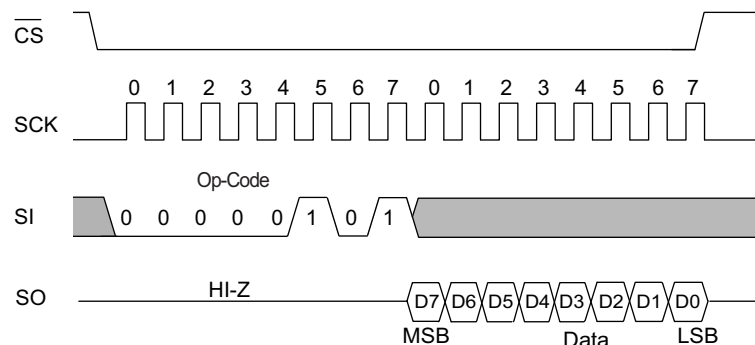 CS
0 1 2 3 4 5 6 7 0 1 2 3 4 5 6 7
SCK
Op-Code
SI 0 0 0 0 0 1 0 1
HI-Z
SO D7 D6 D5 D4 D3 D2 D1 D0
MSB Data LSB